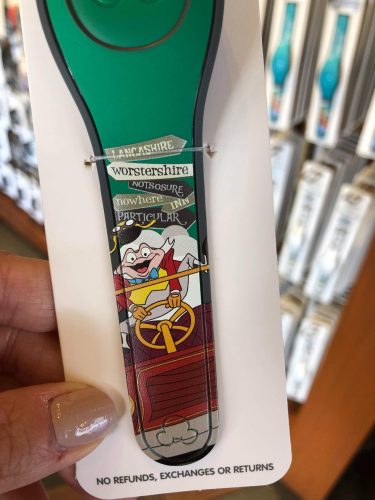 LANCASHIRE
worstershire
NOTSOSURE
nowhere INN
PARTICULAR
NO REFUNDS, EXCHANGES OR RETURNS